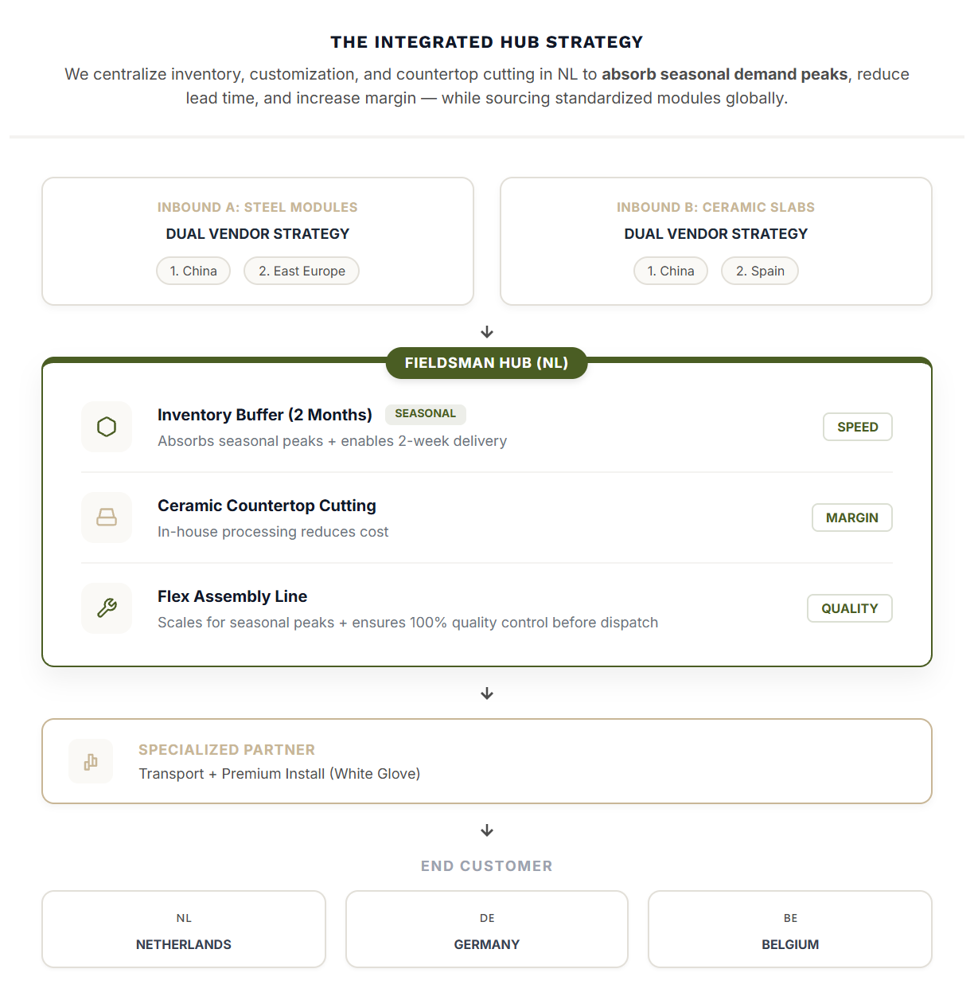 THE INTEGRATED HUB STRATEGY
We centralize inventory, customization, and countertop cutting in NL to absorb seasonal demand peaks, reduce
lead time, and increase margin — while sourcing standardized modules globally.
INBOUND A: STEEL MODULES
DUAL VENDOR STRATEGY
1. China
2. East Europe
INBOUND B: CERAMIC SLABS
DUAL VENDOR STRATEGY
1. China
2. Spain
FIELDSMAN HUB (NL)
Inventory Buffer (2 Months)
SEASONAL
Absorbs seasonal peaks + enables 2-week delivery
SPEED
Ceramic Countertop Cutting
In-house processing reduces cost
MARGIN
Flex Assembly Line
Scales for seasonal peaks + ensures 100% quality control before dispatch
QUALITY
SPECIALIZED PARTNER
Transport + Premium Install (White Glove)
END CUSTOMER
NL
NETHERLANDS
DE
GERMANY
BE
BELGIUM